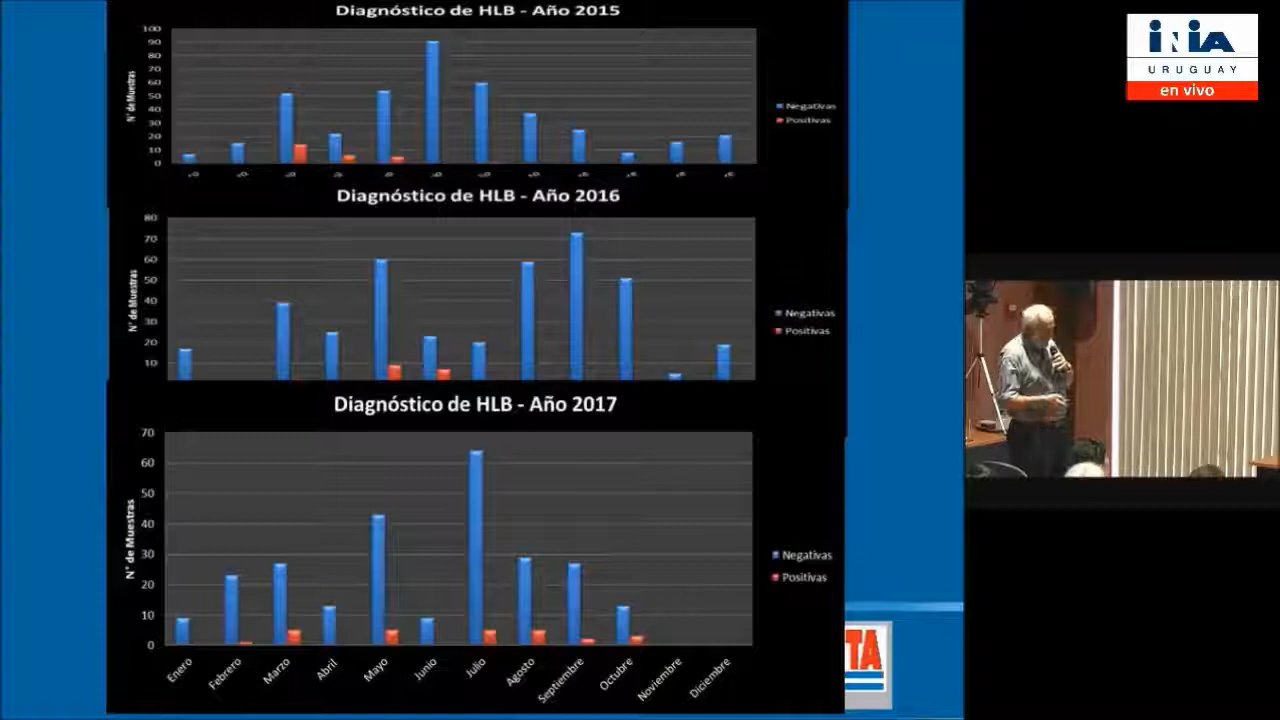 Diagnóstico de HLB - Año 2015
N° de Muestras
100
90
80
70
60
50
40
30
20
10
0
Negativas
Positivas
Diagnóstico de HLB - Año 2016
N° de Muestras
80
70
60
50
40
30
20
10
Negativas
Positivas
Diagnóstico de HLB - Año 2017
N° de Muestras
70
60
50
40
30
20
10
0
Enero
Febrero
Marzo
Abril
Mayo
Junio
Julio
Agosto
Septiembre
Octubre
Noviembre
Diciembre
Negativas
Positivas
TA
iNiA
URUGUAY
en vivo